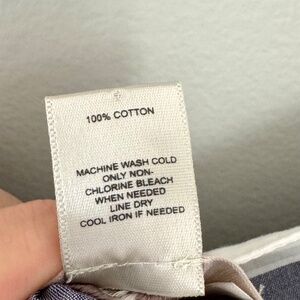 100% COTTON
MACHINE WASH COLD
ONLY NON-
CHLORINE BLEACH
WHEN NEEDED
LINE DRY
COOL IRON IF NEEDED